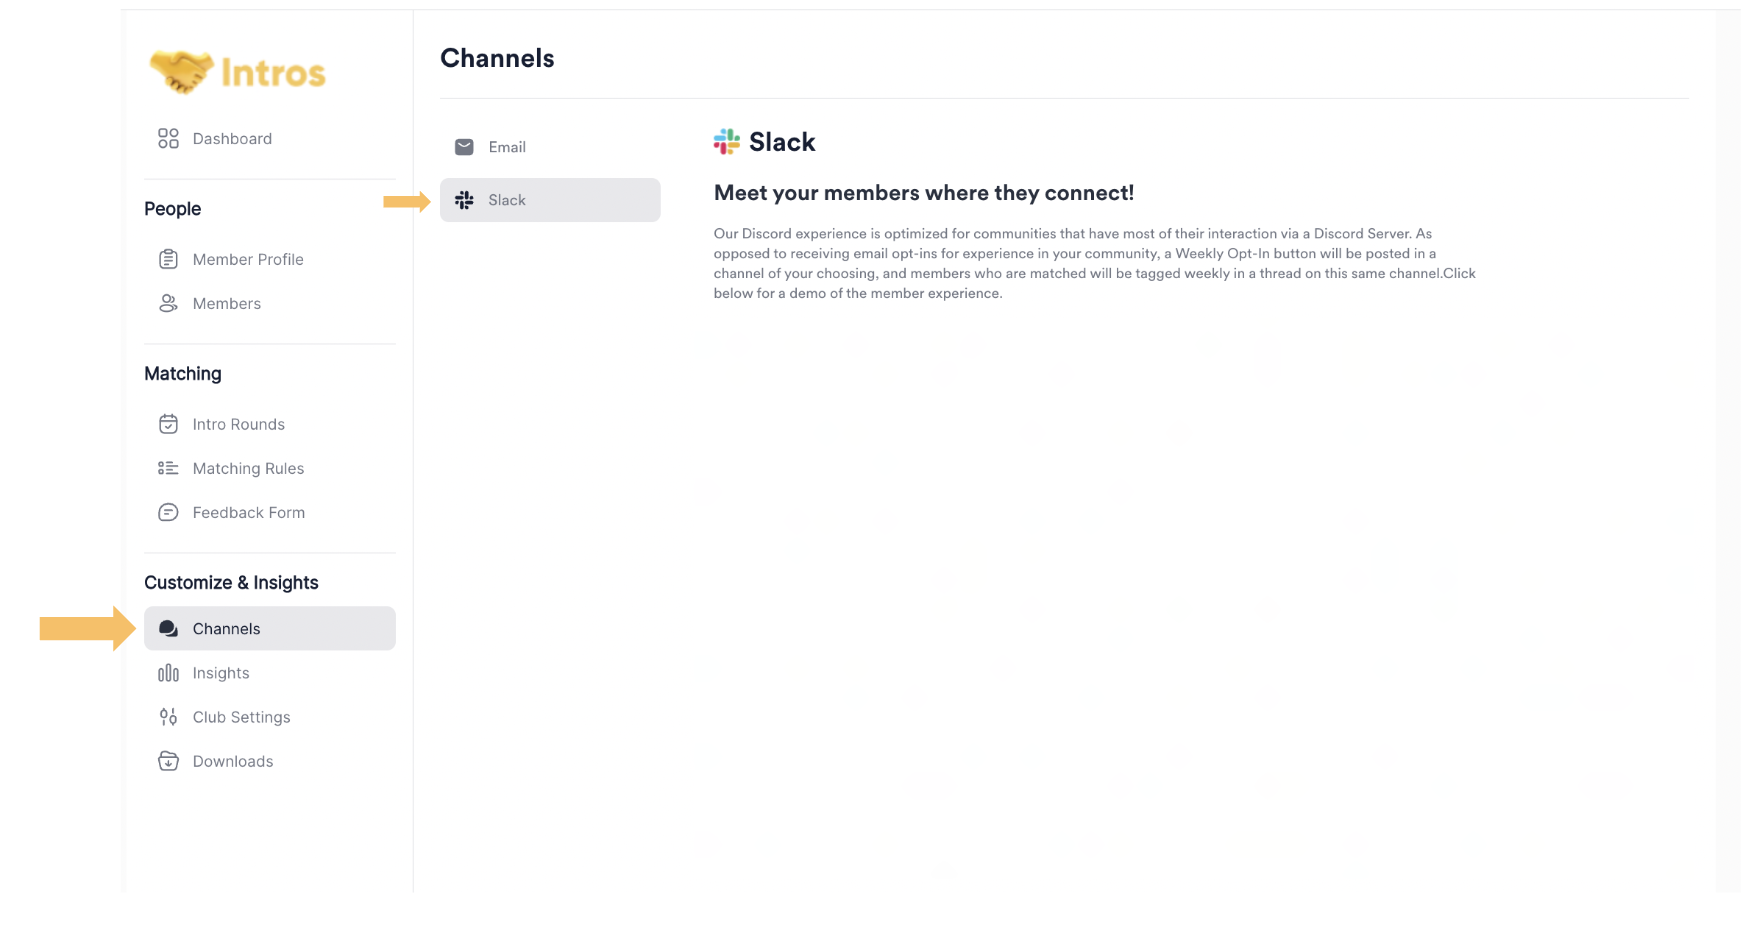 Intros
Dashboard
People
Member Profile
Members
Matching
Intro Rounds
Matching Rules
Feedback Form
Customize & Insights
Channels
Insights
Club Settings
Downloads
Channels
Email
Slack
Slack
Meet your members where they connect!
Our Discord experience is optimized for communities that have most of their interaction via a Discord Server. As
opposed to receiving email opt-ins for experience in your community, a Weekly Opt-In button will be posted in a
channel of your choosing, and members who are matched will be tagged weekly in a thread on this same channel.Click
below for a demo of the member experience.